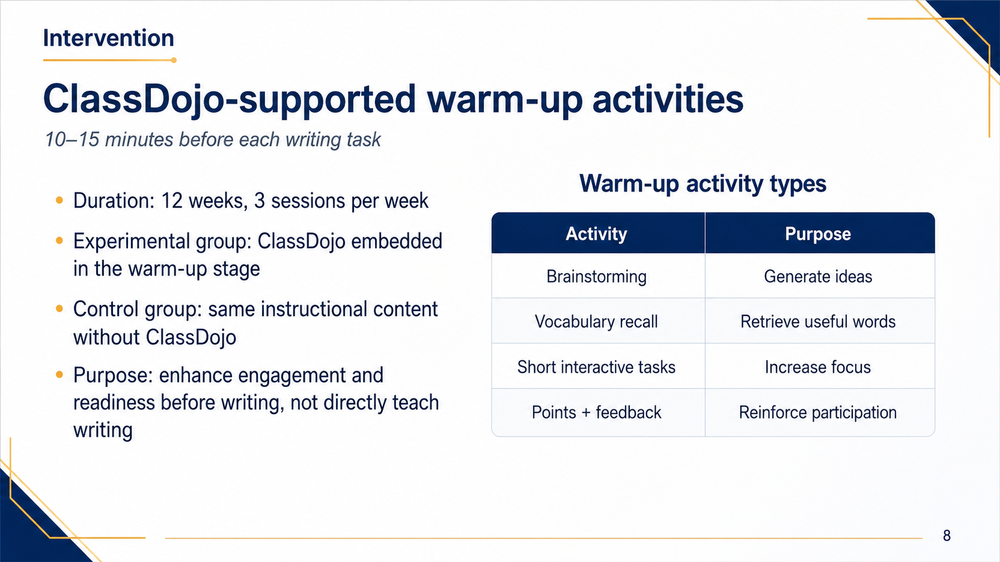 Intervention
ClassDojo-supported warm-up activities
10–15 minutes before each writing task
• Duration: 12 weeks, 3 sessions per week
• Experimental group: ClassDojo embedded
in the warm-up stage
• Control group: same instructional content
without ClassDojo
• Purpose: enhance engagement and
readiness before writing, not directly teach
writing
Warm-up activity types
Activity Purpose
Brainstorming Generate ideas
Vocabulary recall Retrieve useful words
Short interactive tasks Increase focus
Points + feedback Reinforce participation
8